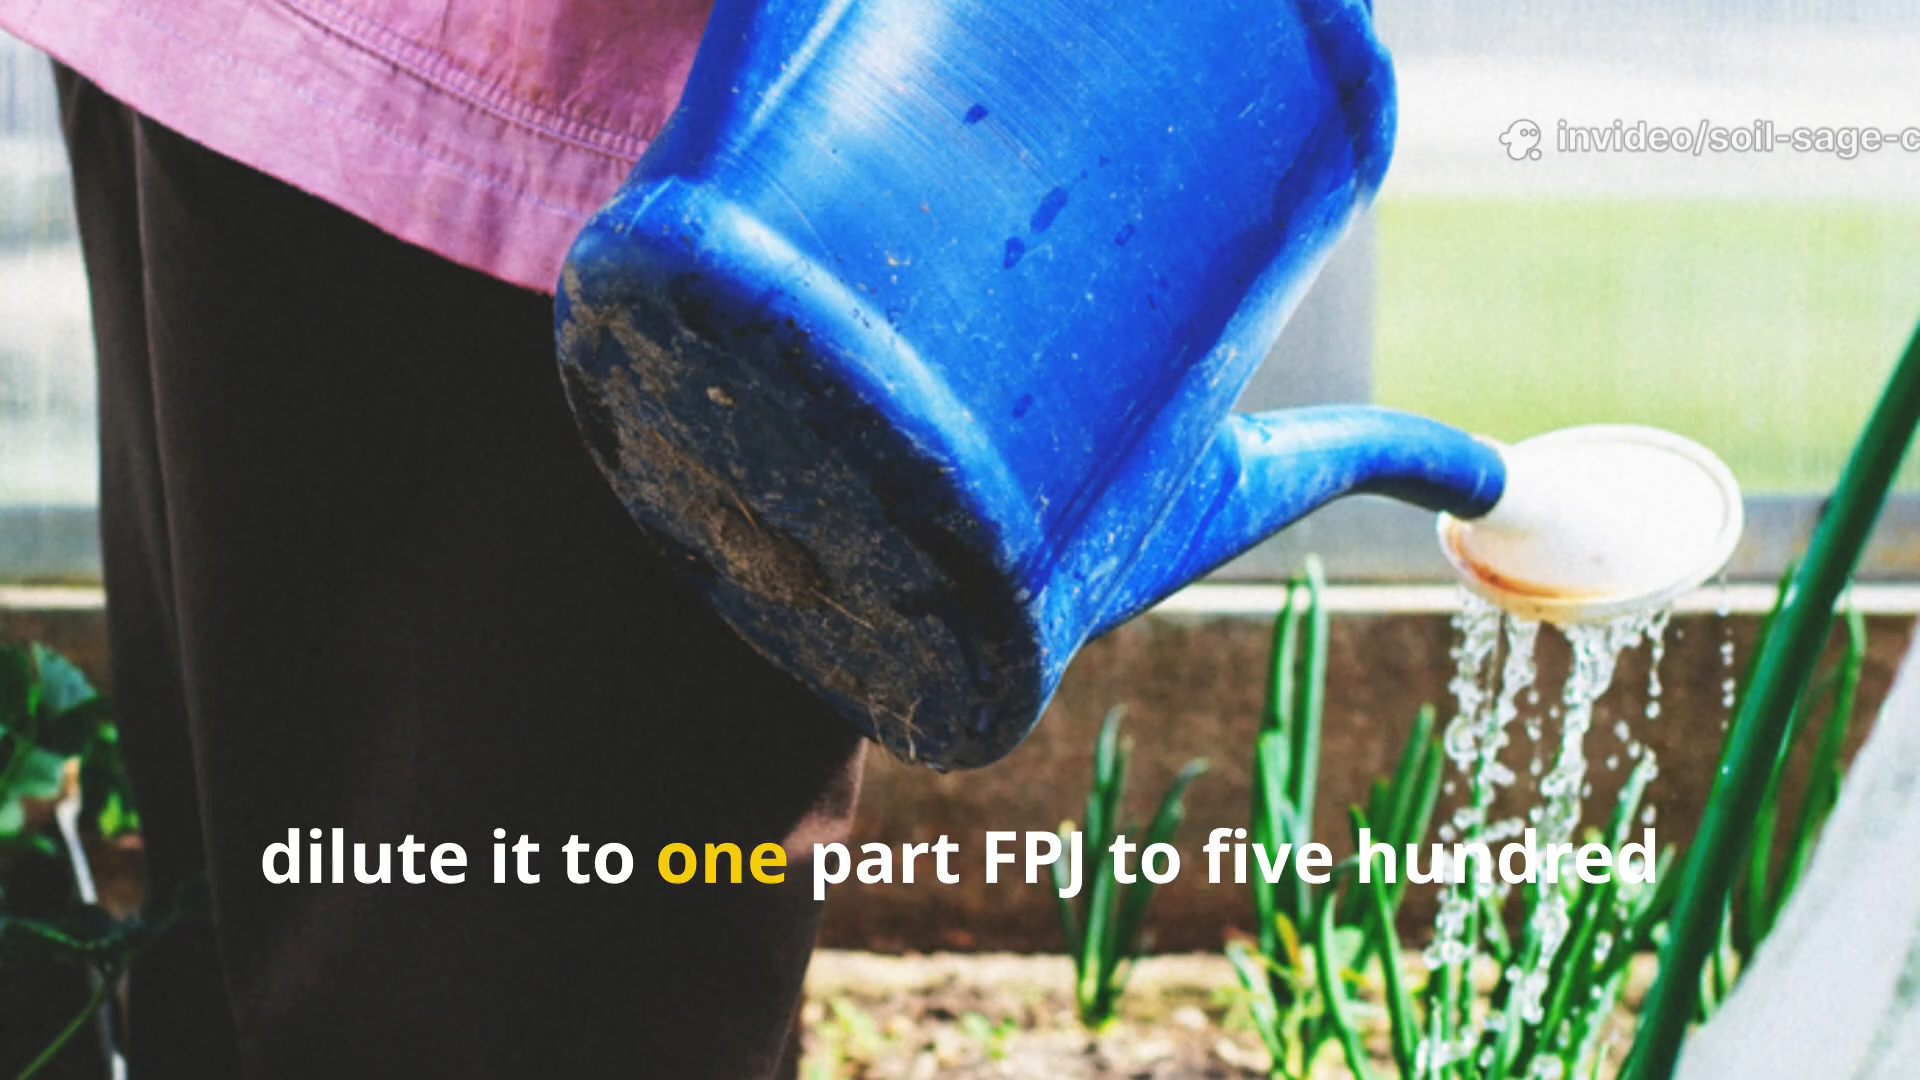 invideo/soil-sage-c
dilute it to one part FPJ to five hundred